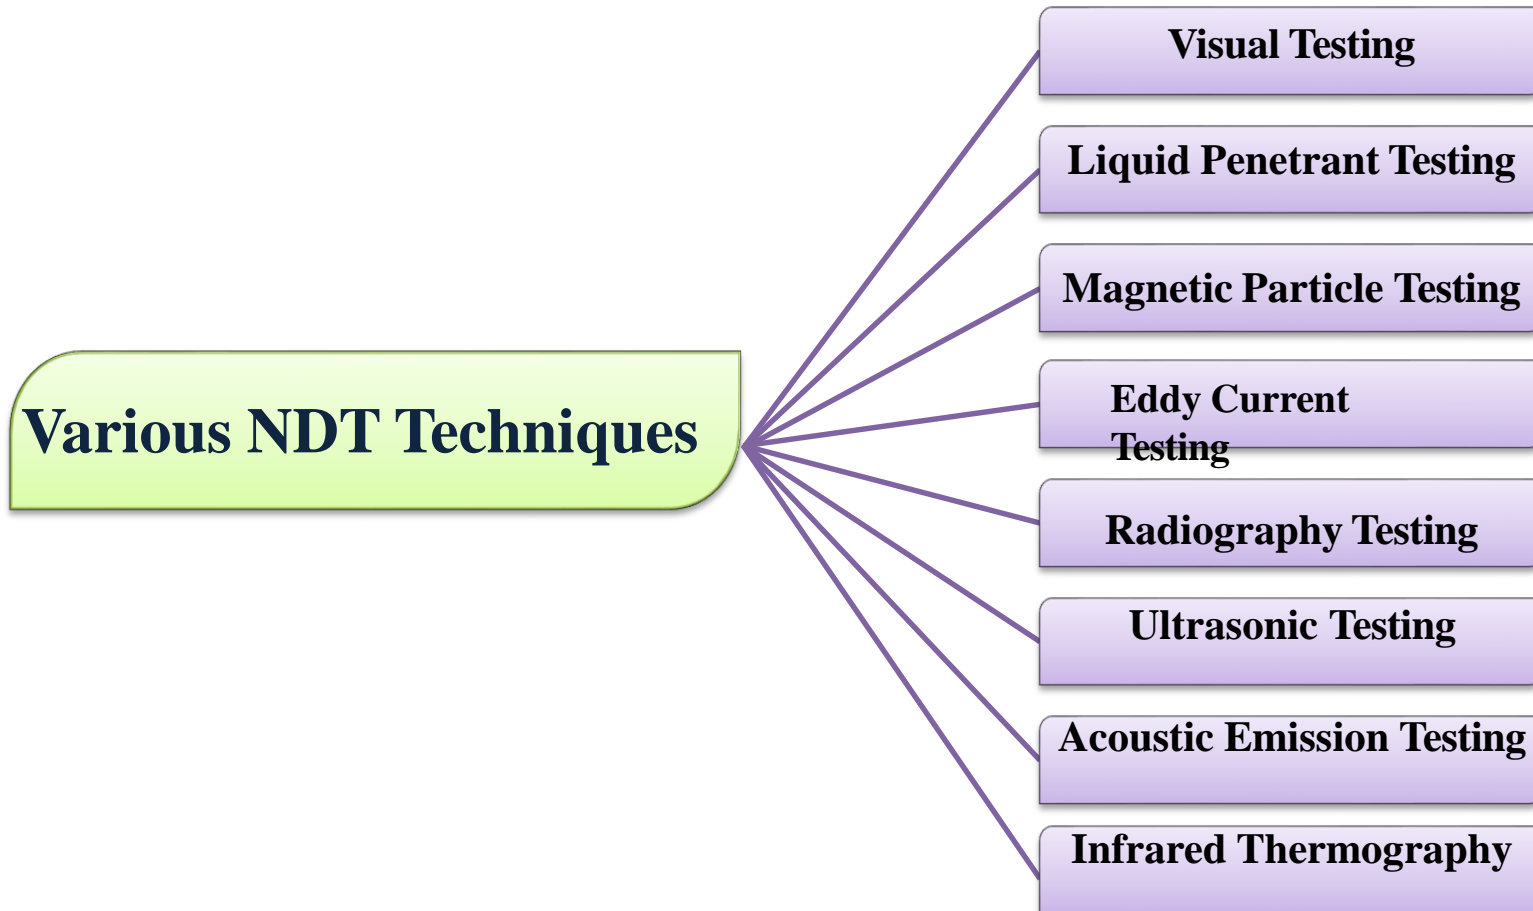 Various NDT Techniques
Visual Testing
Liquid Penetrant Testing
Magnetic Particle Testing
Eddy Current
Testing
Radiography Testing
Ultrasonic Testing
Acoustic Emission Testing
Infrared Thermography